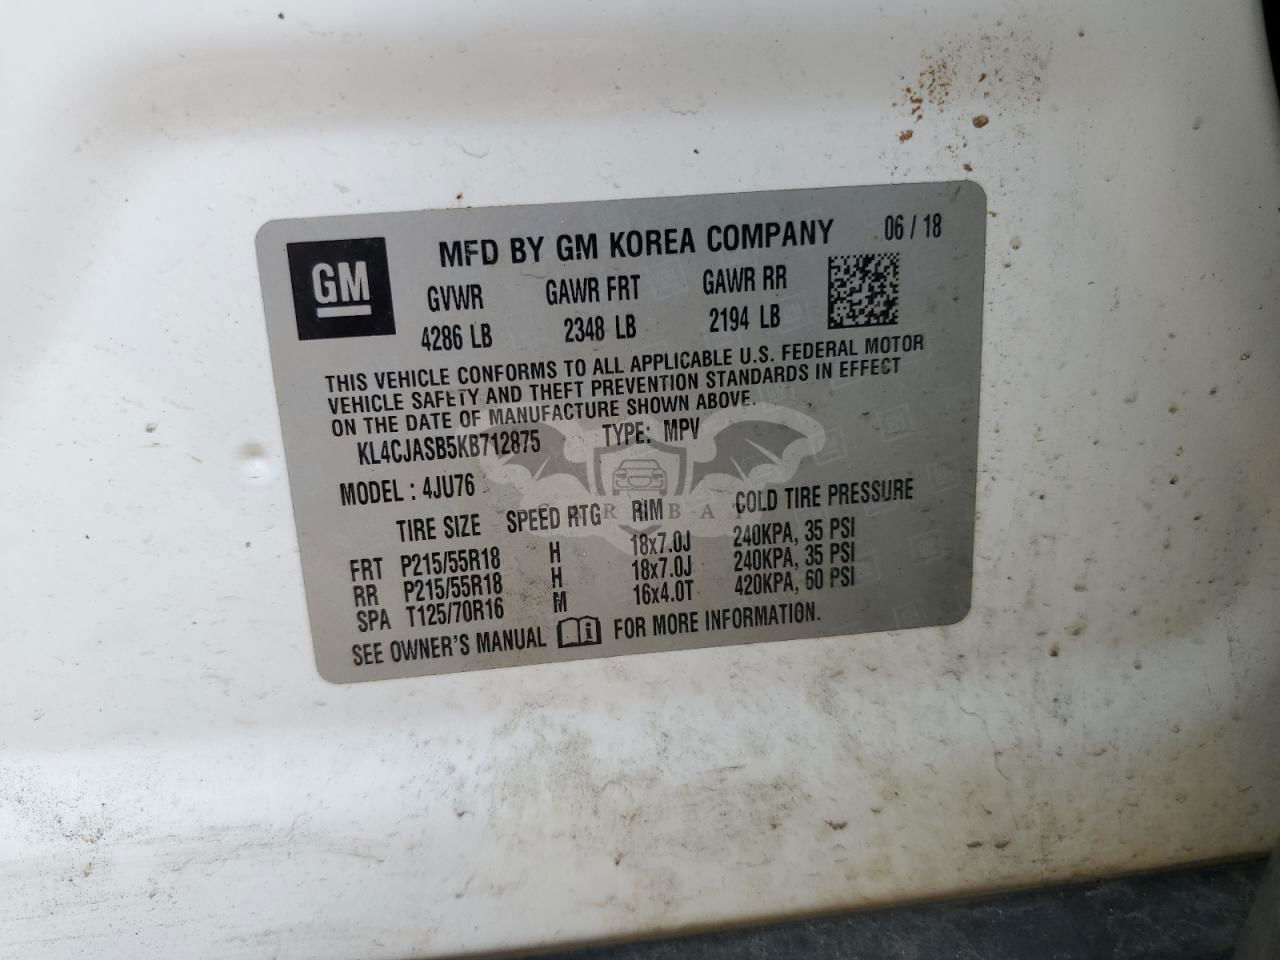 GM
MFD BY GM KOREA COMPANY 06 / 18
GVWR GAWR FRT GAWR RR
4286 LB 2348 LB 2194 LB
THIS VEHICLE CONFORMS TO ALL APPLICABLE U.S. FEDERAL MOTOR
VEHICLE SAFETY AND THEFT PREVENTION STANDARDS IN EFFECT
ON THE DATE OF MANUFACTURE SHOWN ABOVE.
KL4CJASB5KB712875 TYPE: MPV
MODEL : 4JU76
TIRE SIZE SPEED RTG RIM COLD TIRE PRESSURE
FRT P215/55R18 H 18x7.0J 240KPA, 35 PSI
RR P215/55R18 H 18x7.0J 240KPA, 35 PSI
SPA T125/70R16 M 16x4.0T 420KPA, 60 PSI
SEE OWNER'S MANUAL i FOR MORE INFORMATION.